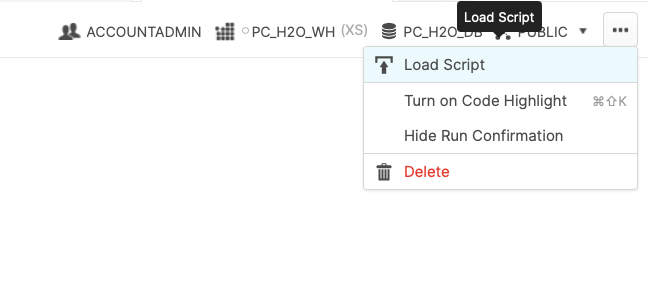 Load Script
ACCOUNTADMIN PC_H2O_WH (XS) PC_H2O_DB PUBLIC
Load Script
Turn on Code Highlight ⌘⇧K
Hide Run Confirmation
Delete